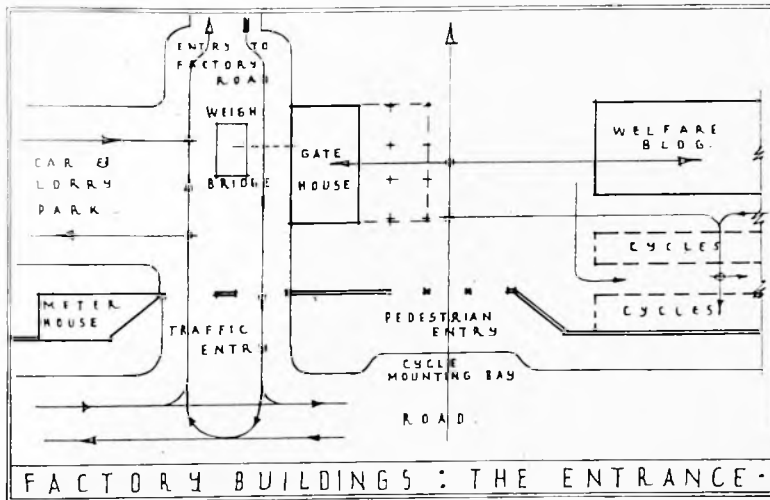 ENTRY TO
FACTORY
ROAD
WEIGH
BRIDGE
GATE
HOUSE
WELFARE
BLDG.
CAR &
LORRY
PARK
CYCLES
CYCLES
METER
HOUSE
TRAFFIC
ENTR
PEDESTRIAN
ENTRY
CYCLE
MOUNTING BAY
ROAD
FACTORY BUILDINGS : THE ENTRANCE -